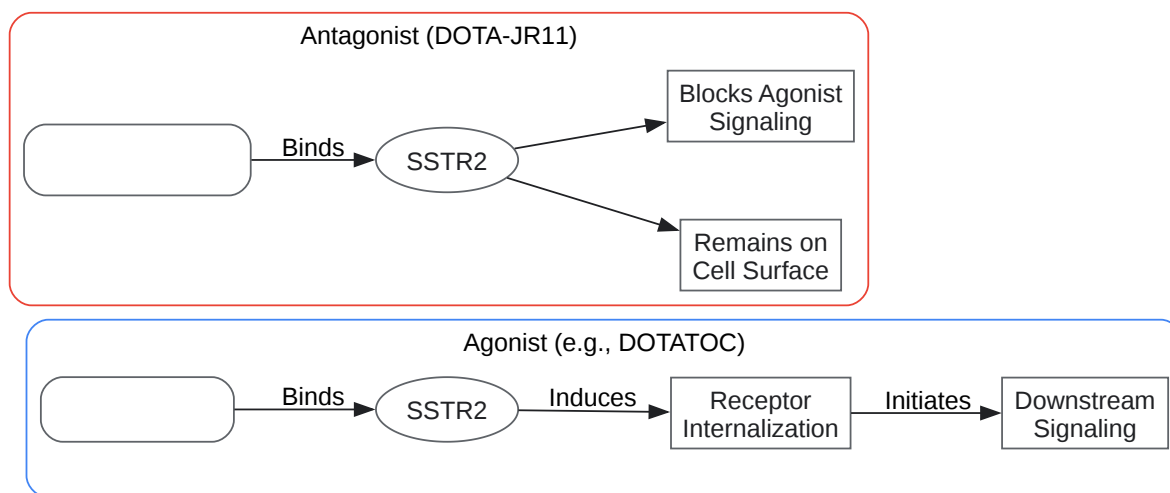 Antagonist (DOTA-JR11)
Binds
SSTR2
Blocks Agonist
Signaling
Remains on
Cell Surface
Agonist (e.g., DOTATOC)
Binds
SSTR2
Induces
Receptor
Internalization
Initiates
Downstream
Signaling